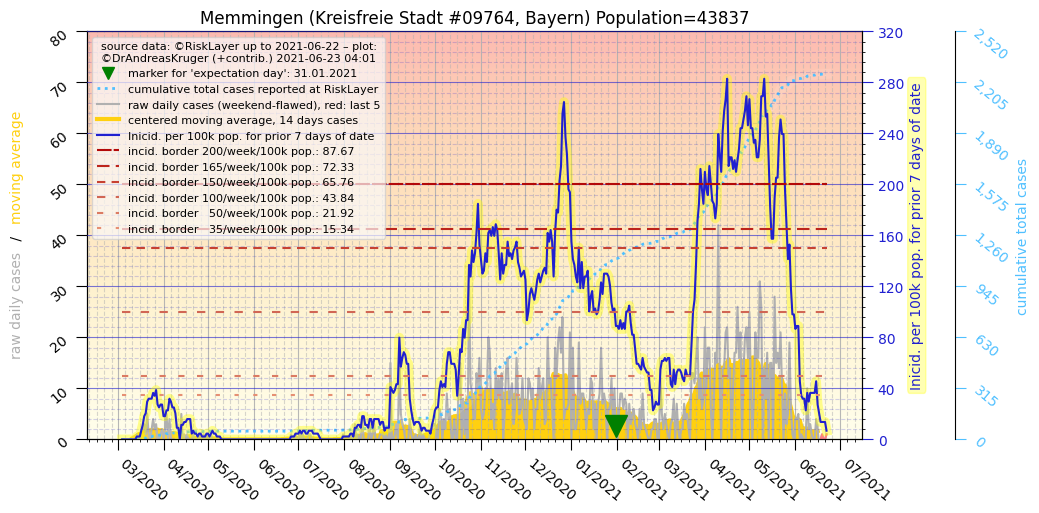 Memmingen (Kreisfreie Stadt #09764, Bayern) Population=43837
source data: ©RiskLayer up to 2021-06-22 – plot:
©DrAndreasKruger (+contrib.) 2021-06-23 04:01
marker for 'expectation day': 31.01.2021
cumulative total cases reported at RiskLayer
raw daily cases (weekend-flawed), red: last 5
centered moving average, 14 days cases
Inicid. per 100k pop. for prior 7 days of date
incid. border 200/week/100k pop.: 87.67
incid. border 165/week/100k pop.: 72.33
incid. border 150/week/100k pop.: 65.76
incid. border 100/week/100k pop.: 43.84
incid. border   50/week/100k pop.: 21.92
incid. border   35/week/100k pop.: 15.34
raw daily cases / moving average
80
70
60
50
40
30
20
10
0
03/2020
04/2020
05/2020
06/2020
07/2020
08/2020
09/2020
10/2020
11/2020
12/2020
01/2021
02/2021
03/2021
04/2021
05/2021
06/2021
07/2021
320
280
240
200
160
120
80
40
0
Inicid. per 100k pop. for prior 7 days of date
2,520
2,205
1,890
1,575
1,260
945
630
315
0
cumulative total cases